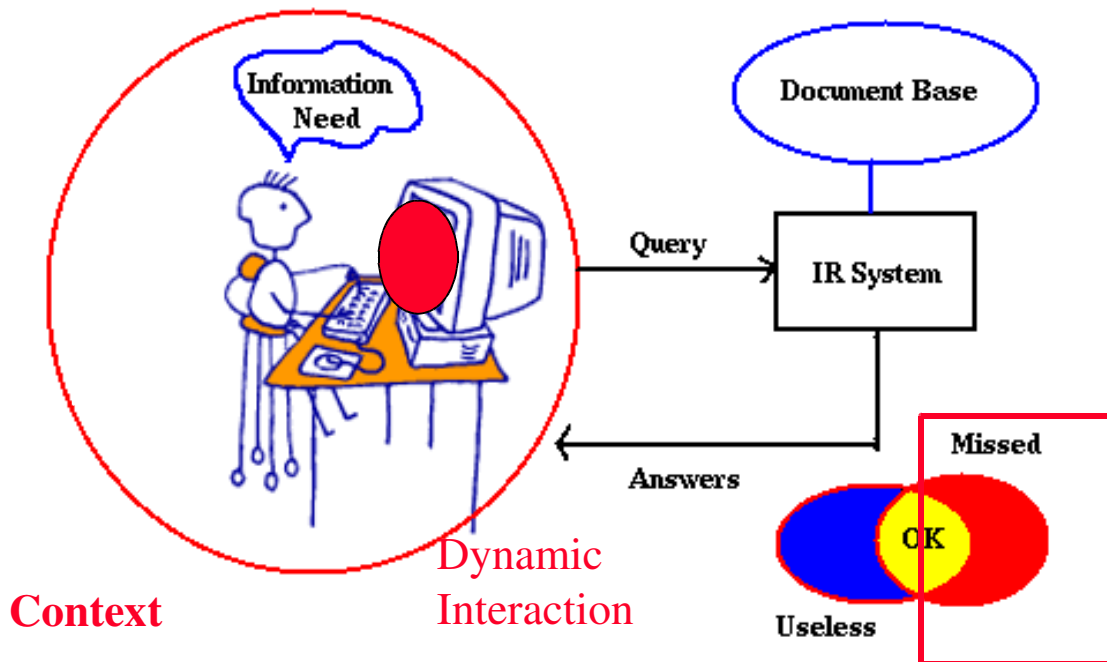 Information
Need
Document Base
Query
IR System
Answers
Missed
OK
Useless
Dynamic
Interaction
Context